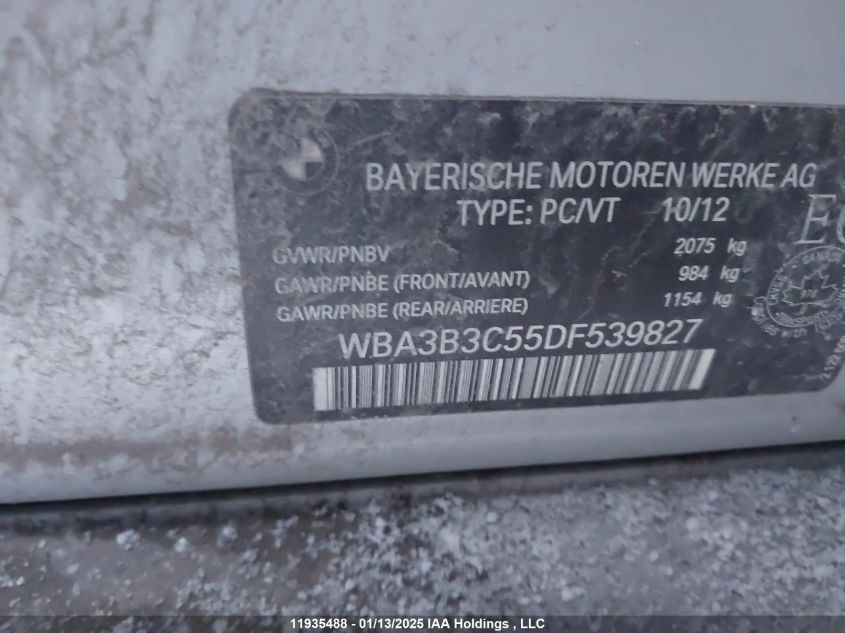 BAYERISCHE MOTOREN WERKE AG
TYPE: PC/VT 10/12
GVWR/PNBV 2075 kg
GAWR/PNBE (FRONT/AVANT) 984 kg
GAWR/PNBE (REAR/ARRIERE) 1154 kg
WBA3B3C55DF539827
CANADA
11935488 - 01/13/2025 IAA Holdings , LLC